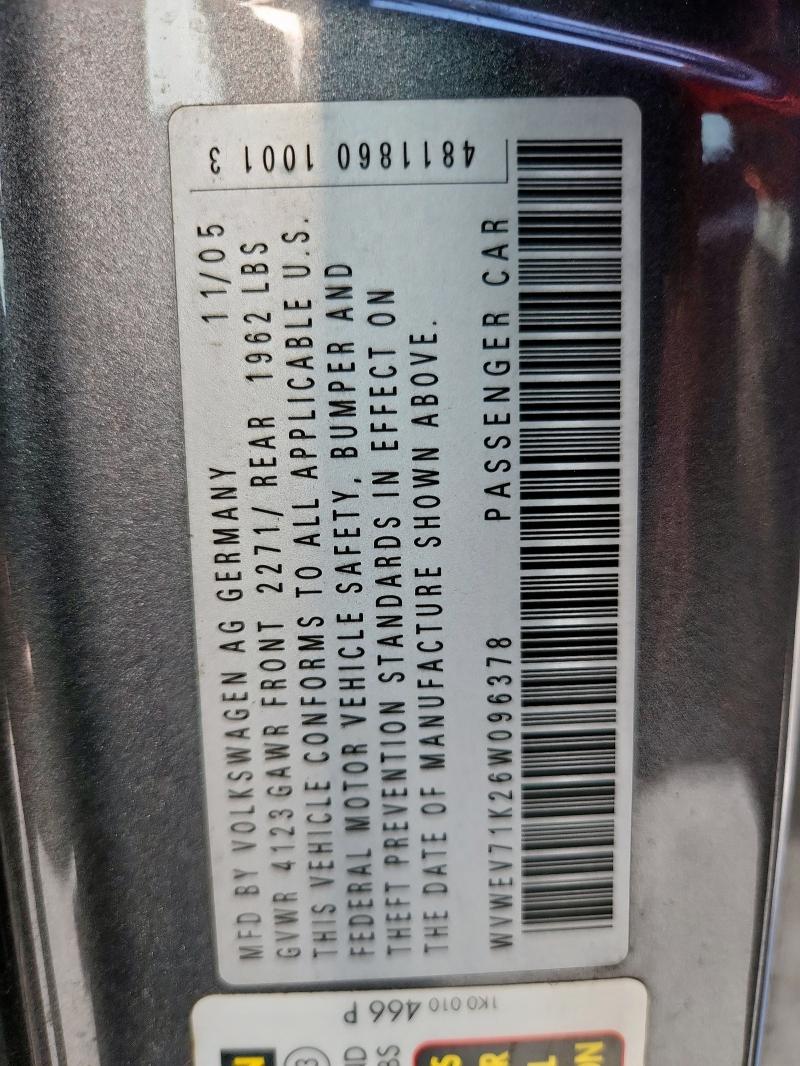 MFD BY VOLKSWAGEN AG GERMANY 11/05
GVWR 4123 GAWR FRONT 2271/ REAR 1962 LBS
THIS VEHICLE CONFORMS TO ALL APPLICABLE U.S.
FEDERAL MOTOR VEHICLE SAFETY, BUMPER AND
THEFT PREVENTION STANDARDS IN EFFECT ON
THE DATE OF MANUFACTURE SHOWN ABOVE.
WVWEV71K26W096378 PASSENGER CAR
4811860 1001 3
1K0 010 466 P